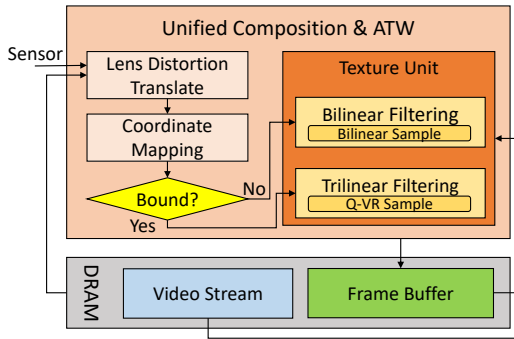 Unified Composition & ATW
Sensor
Lens Distortion
Translate
Coordinate
Mapping
Bound?
No
Yes
Texture Unit
Bilinear Filtering
Bilinear Sample
Trilinear Filtering
Q-VR Sample
DRAM
Video Stream
Frame Buffer